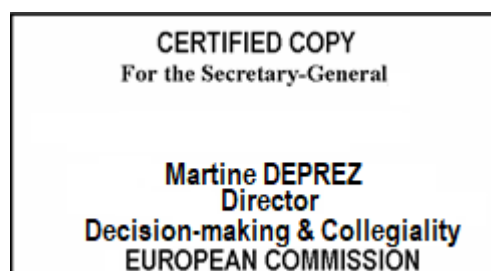 CERTIFIED COPY
For the Secretary-General
Martine DEPREZ
Director
Decision-making & Collegiality
EUROPEAN COMMISSION